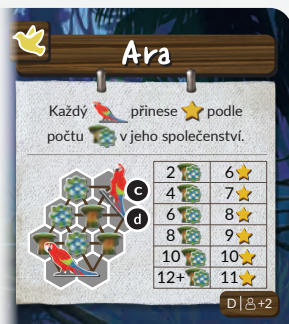 Ara
Každý přinese podle
počtu v jeho společenství.
c
d
2 6
4 7
6 8
8 9
10 10
12+ 11
D | +2